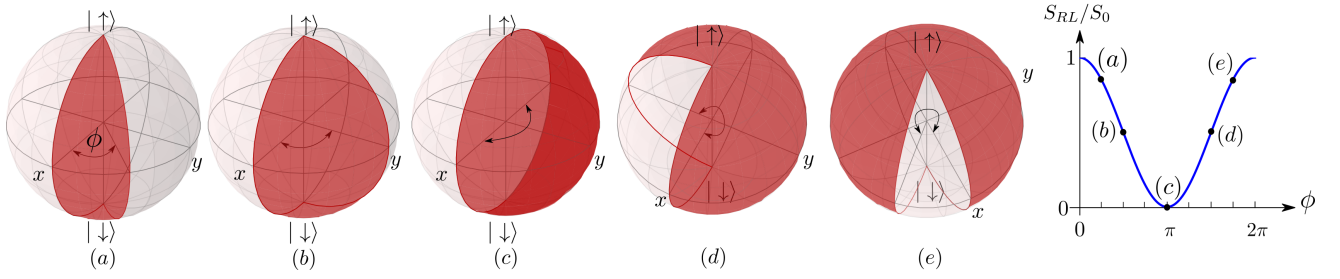 |↑⟩ |↑⟩ |↑⟩ |↑⟩ |↑⟩
ϕ
x y x y x y x y
|↓⟩ |↓⟩ |↓⟩ |↓⟩ |↓⟩
(a) (b) (c) (d) (e)
S_{RL}/S_0
1
(a) (e)
(b) (d)
(c)
0 ϕ
0 π 2π